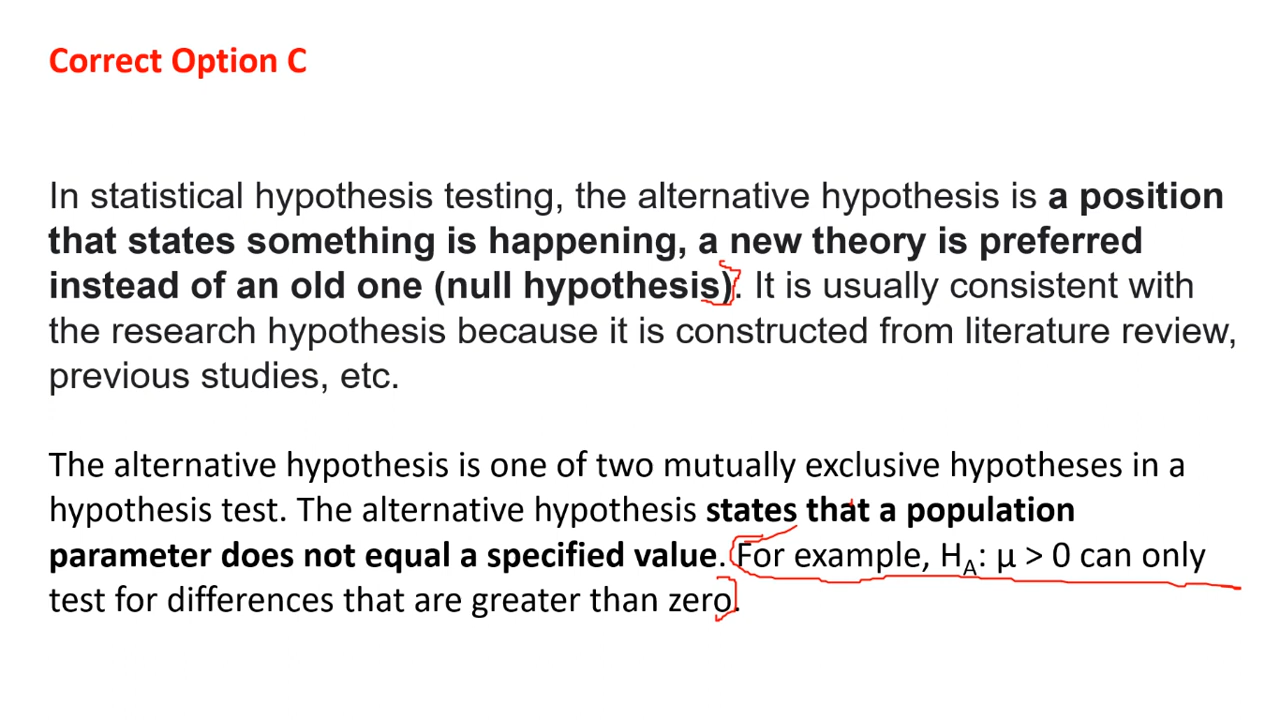 Correct Option C
In statistical hypothesis testing, the alternative hypothesis is a position
that states something is happening, a new theory is preferred
instead of an old one (null hypothesis). It is usually consistent with
the research hypothesis because it is constructed from literature review,
previous studies, etc.
The alternative hypothesis is one of two mutually exclusive hypotheses in a
hypothesis test. The alternative hypothesis states that a population
parameter does not equal a specified value. For example, H_A: μ > 0 can only
test for differences that are greater than zero.